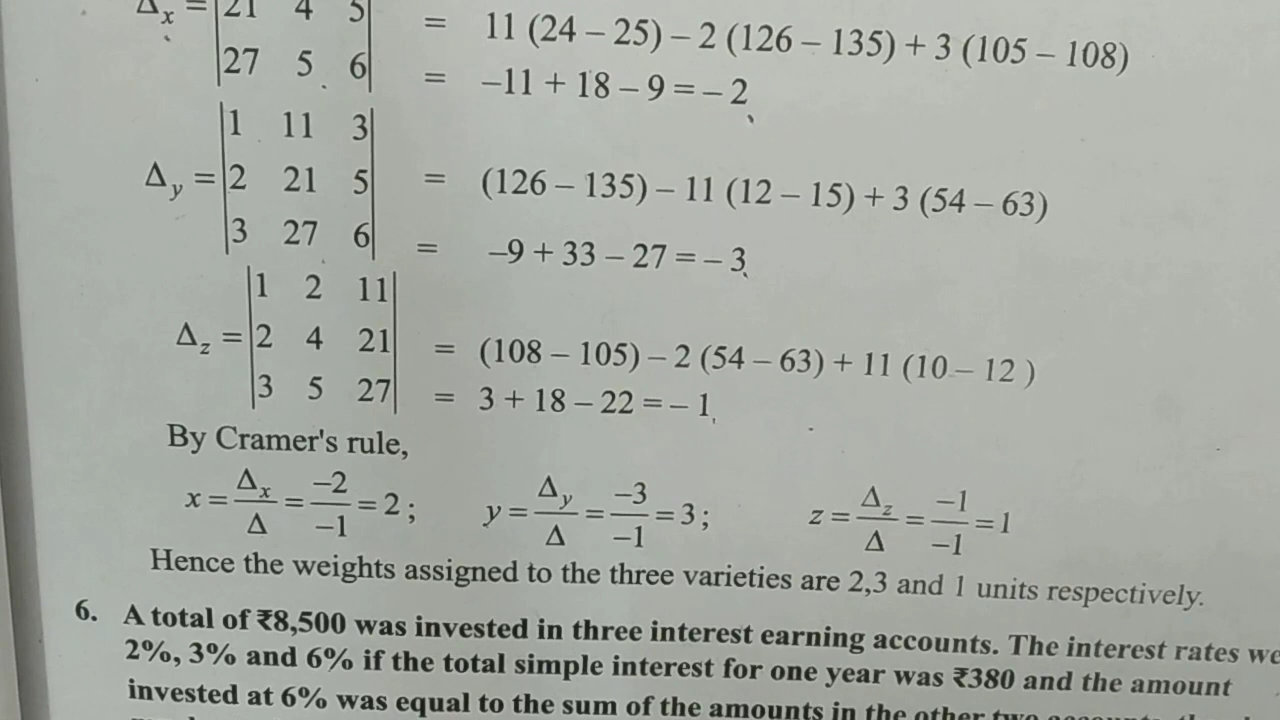 Δx = |21 4 5| = 11 (24 – 25) – 2 (126 – 135) + 3 (105 – 108)
|27 5 6| = –11 + 18 – 9 = – 2
|1 11 3|
Δy = |2 21 5| = (126 – 135) – 11 (12 – 15) + 3 (54 – 63)
|3 27 6| = –9 + 33 – 27 = – 3
|1 2 11|
Δz = |2 4 21| = (108 – 105) – 2 (54 – 63) + 11 (10 – 12 )
|3 5 27| = 3 + 18 – 22 = – 1
By Cramer's rule,
x = Δx/Δ = –2/–1 = 2 ; y = Δy/Δ = –3/–1 = 3; z = Δz/Δ = –1/–1 = 1
Hence the weights assigned to the three varieties are 2,3 and 1 units respectively.
6. A total of ₹8,500 was invested in three interest earning accounts. The interest rates we
2%, 3% and 6% if the total simple interest for one year was ₹380 and the amount
invested at 6% was equal to the sum of the amounts in the other two